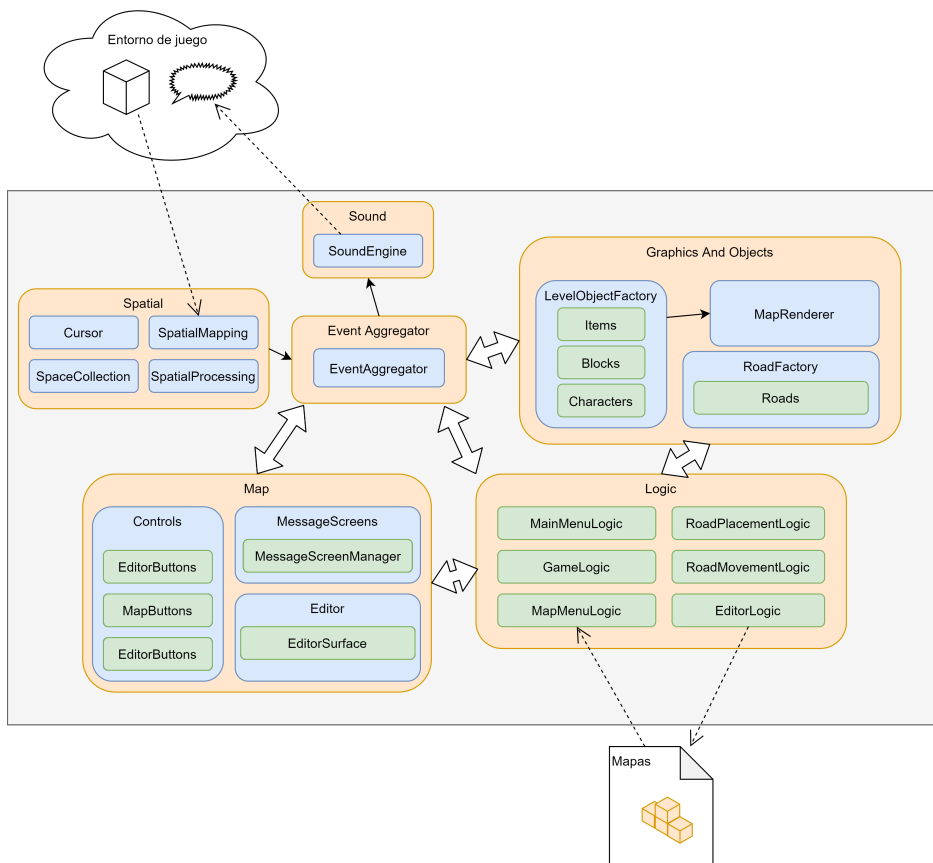 Entorno de juego
Sound
SoundEngine
Spatial
Cursor
SpatialMapping
SpaceCollection
SpatialProcessing
Event Aggregator
EventAggregator
Graphics And Objects
LevelObjectFactory
Items
Blocks
Characters
MapRenderer
RoadFactory
Roads
Map
Controls
EditorButtons
MapButtons
EditorButtons
MessageScreens
MessageScreenManager
Editor
EditorSurface
Logic
MainMenuLogic
RoadPlacementLogic
GameLogic
RoadMovementLogic
MapMenuLogic
EditorLogic
Mapas